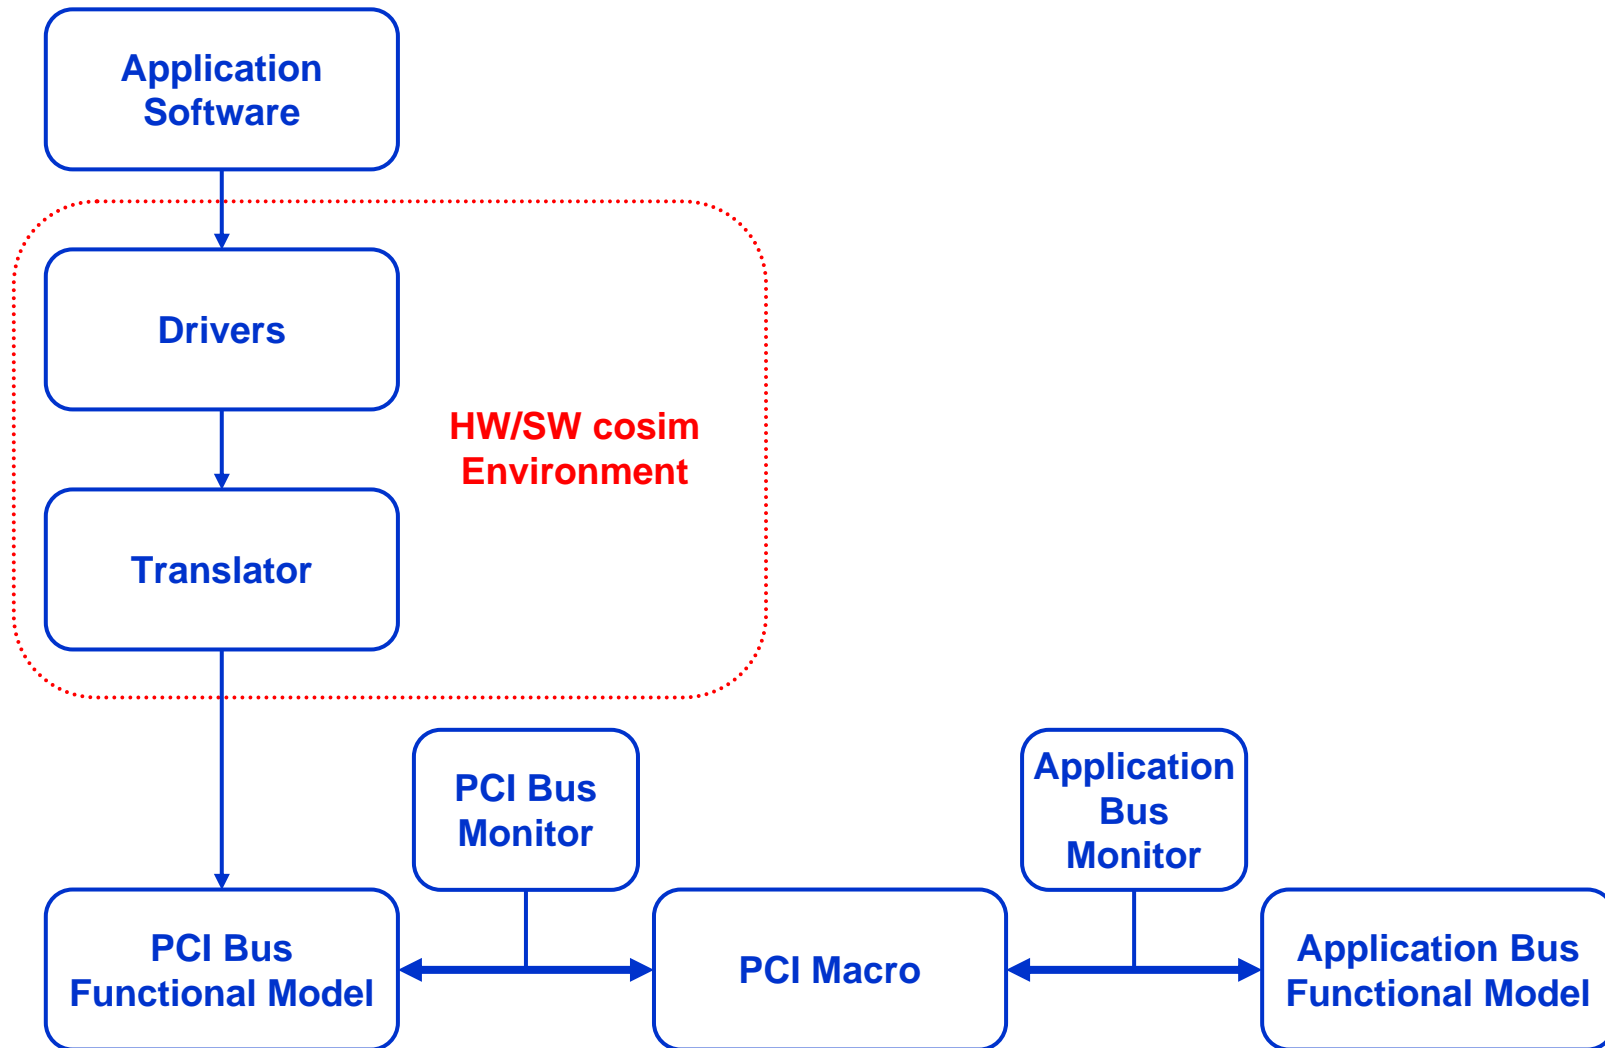 Application
Software
Drivers
HW/SW cosim
Environment
Translator
PCI Bus
Monitor
Application
Bus
Monitor
PCI Bus
Functional Model
PCI Macro
Application Bus
Functional Model